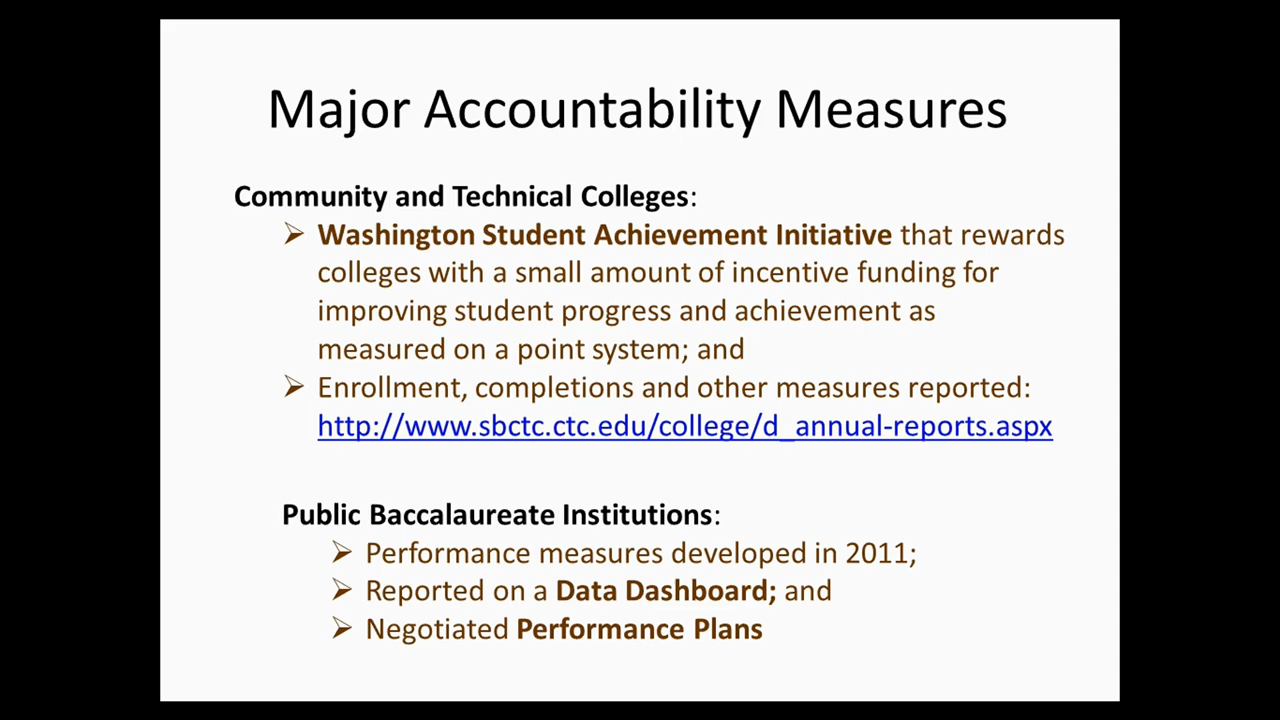 Major Accountability Measures
Community and Technical Colleges:
➢ Washington Student Achievement Initiative that rewards
colleges with a small amount of incentive funding for
improving student progress and achievement as
measured on a point system; and
➢ Enrollment, completions and other measures reported:
http://www.sbctc.ctc.edu/college/d_annual-reports.aspx
Public Baccalaureate Institutions:
➢ Performance measures developed in 2011;
➢ Reported on a Data Dashboard; and
➢ Negotiated Performance Plans